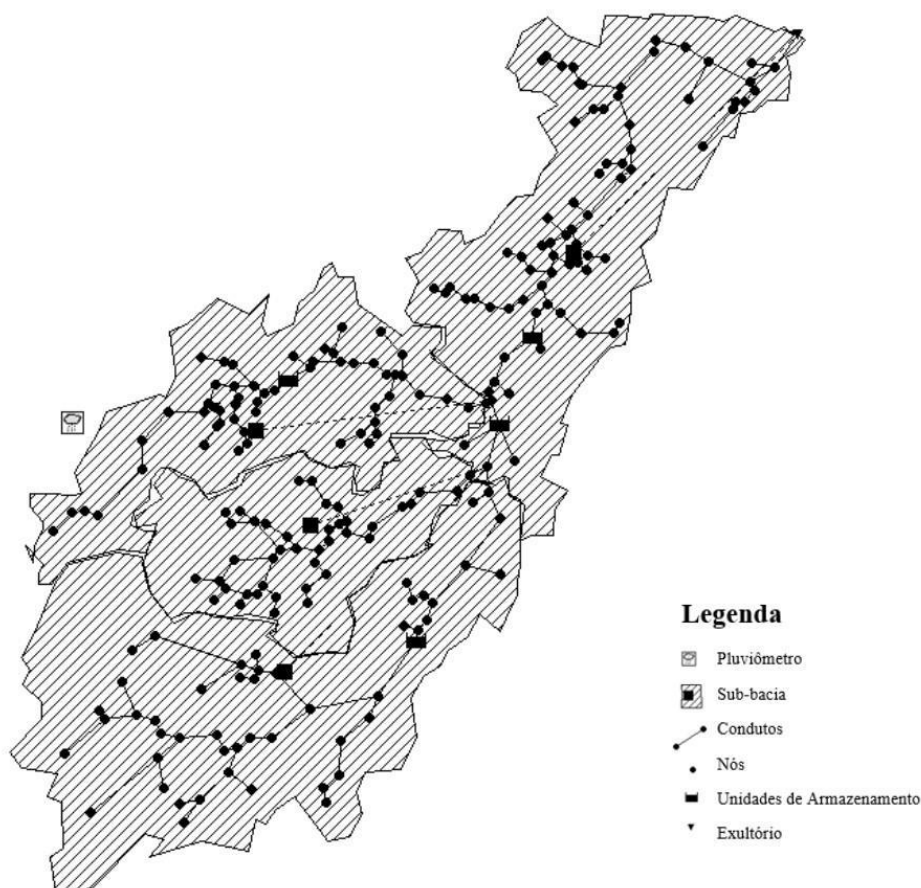 Legenda
Pluviômetro
Sub-bacia
Condutos
Nós
Unidades de Armazenamento
Exultório